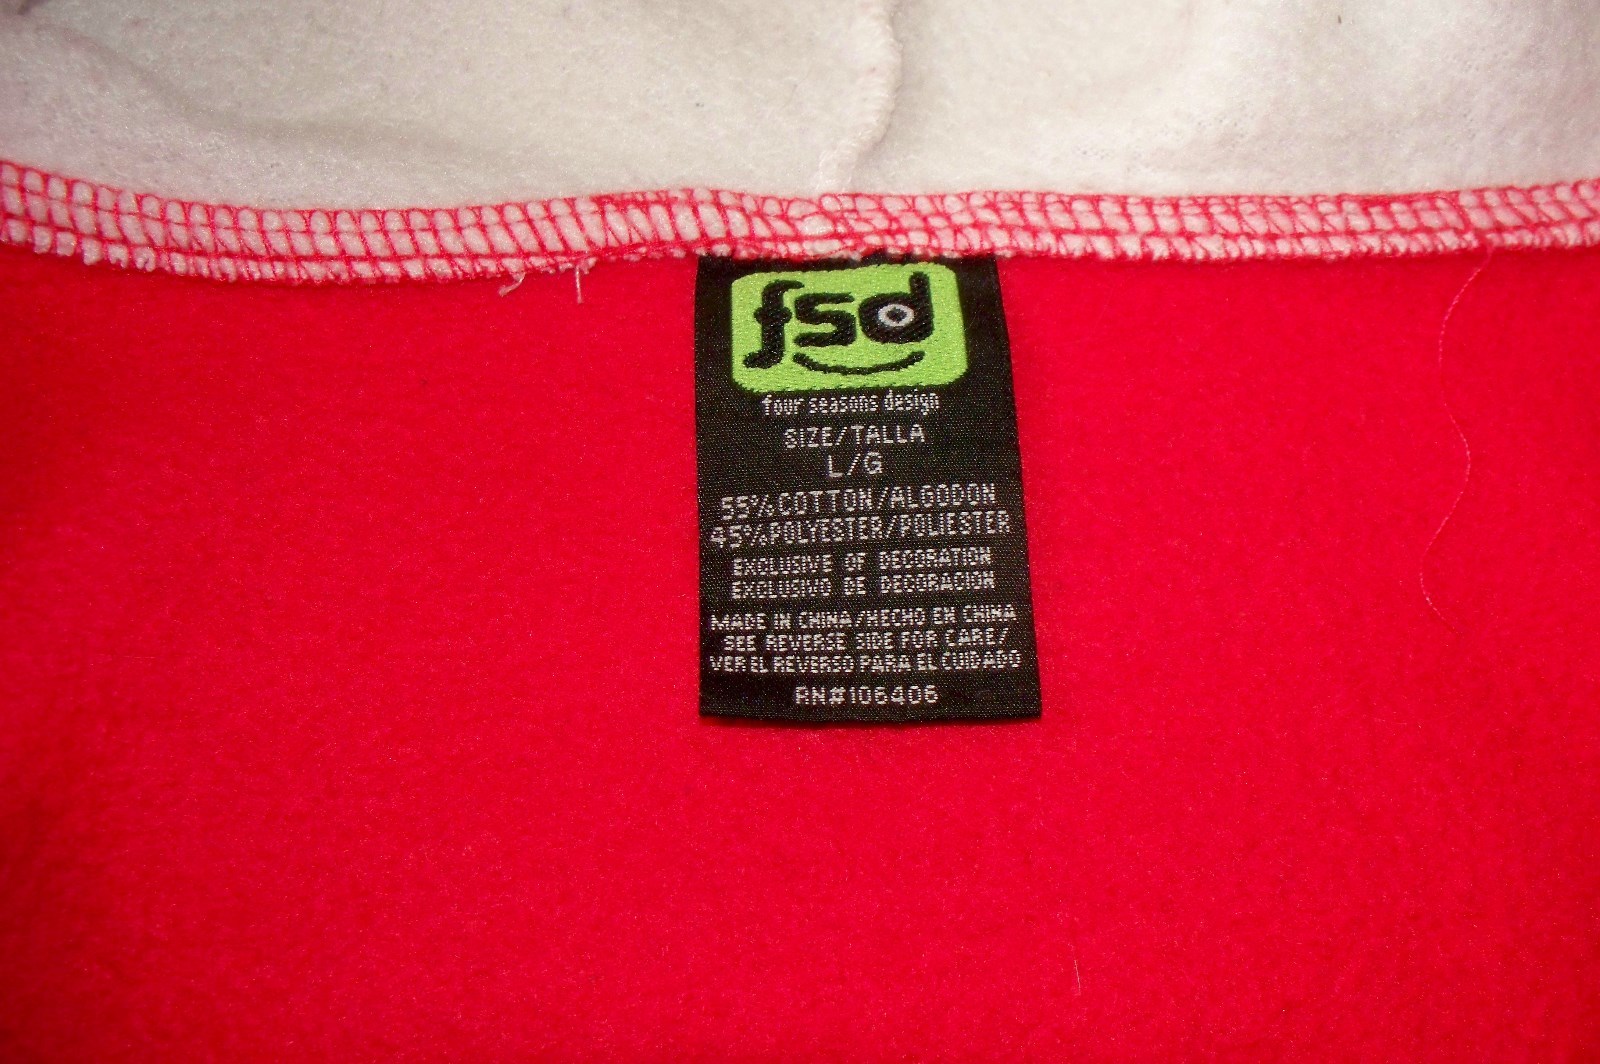 fsd
four seasons design
SIZE/TALLA
L/G
55%COTTON/ALGODON
45%POLYESTER/POLIESTER
EXCLUSIVE OF DECORATION
EXCLUSIVO DE DECORACION
MADE IN CHINA/HECHO EN CHINA
SEE REVERSE SIDE FOR CARE/
VER EL REVERSO PARA EL CUIDADO
RN#106406